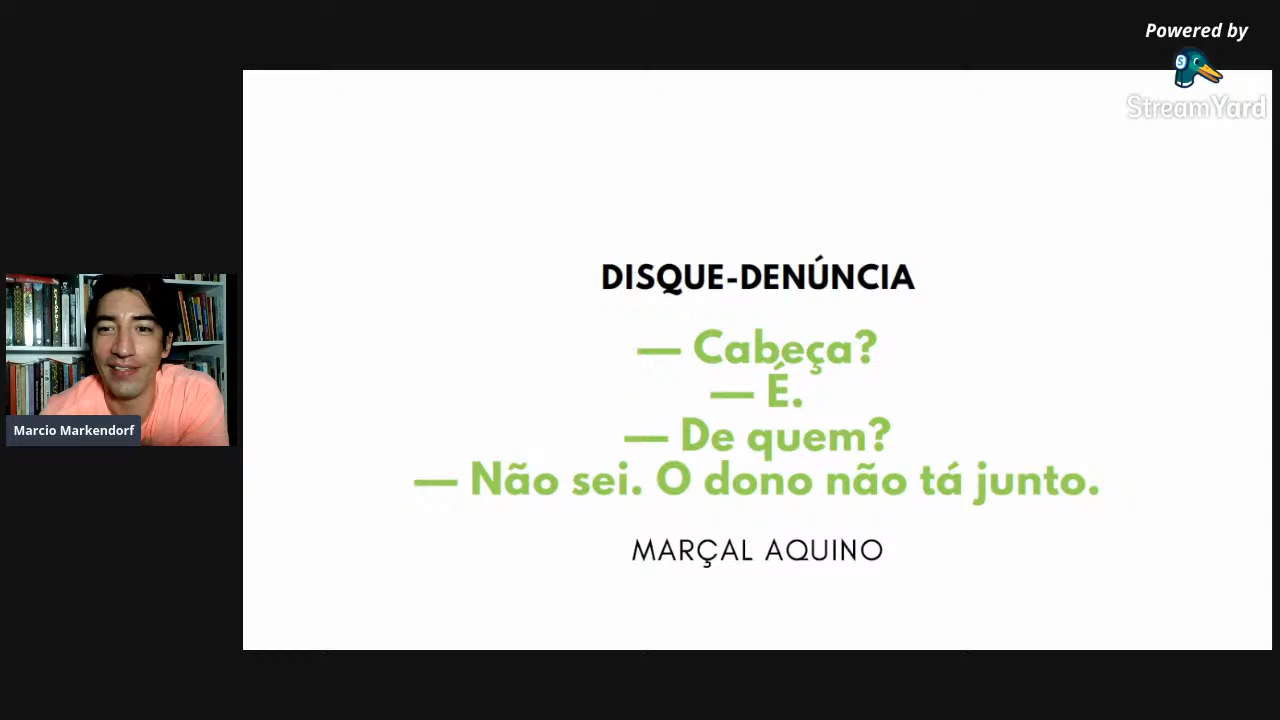 Powered by
StreamYard
DISQUE-DENÚNCIA
— Cabeça?
— É.
— De quem?
— Não sei. O dono não tá junto.
MARÇAL AQUINO
Marcio Markendorf